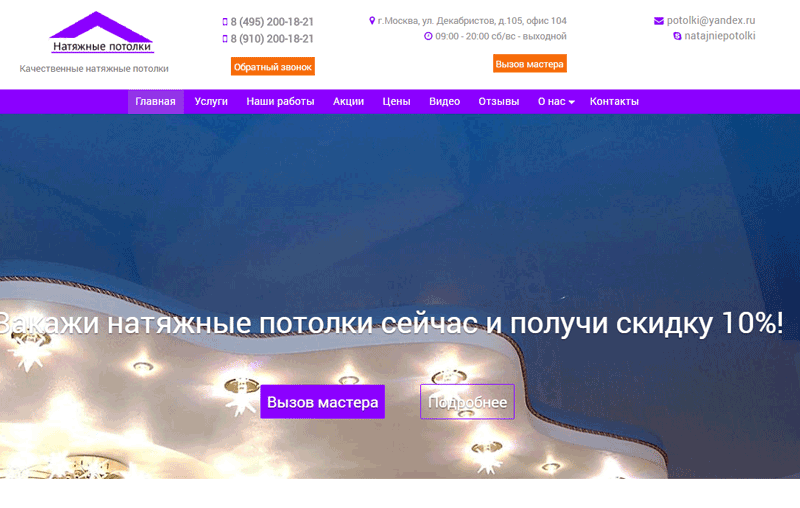 Натяжные потолки
Качественные натяжные потолки
8 (495) 200-18-21
8 (910) 200-18-21
Обратный звонок
г.Москва, ул. Декабристов, д.105, офис 104
09:00 - 20:00 сб/вс - выходной
Вызов мастера
potolki@yandex.ru
natajniepotolki
Главная Услуги Наши работы Акции Цены Видео Отзывы О нас Контакты
Закажи натяжные потолки сейчас и получи скидку 10%!
Вызов мастера Подробнее